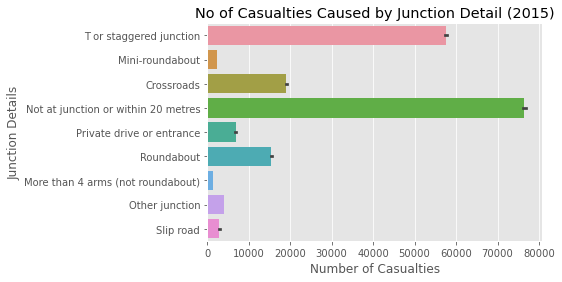 No of Casualties Caused by Junction Detail (2015)
Junction Details
T or staggered junction
Mini-roundabout
Crossroads
Not at junction or within 20 metres
Private drive or entrance
Roundabout
More than 4 arms (not roundabout)
Other junction
Slip road
0 10000 20000 30000 40000 50000 60000 70000 80000
Number of Casualties